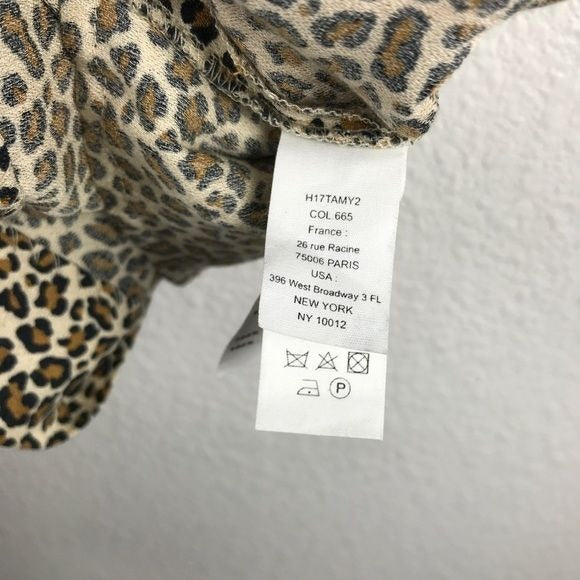 H17TAMY2
COL.665
France :
26 rue Racine
75006 PARIS
USA :
396 West Broadway 3 FL
NEW YORK
NY 10012
P